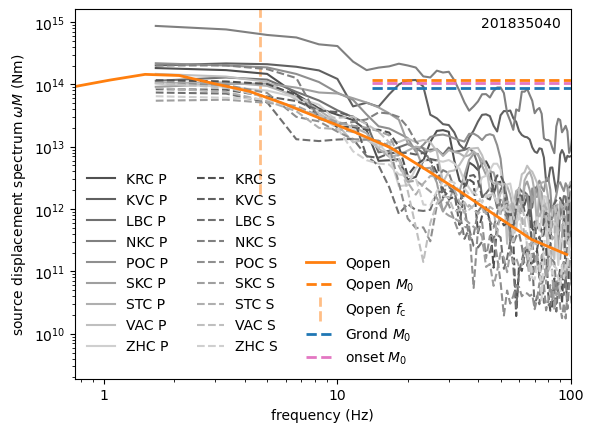 201835040
source displacement spectrum ωM (Nm)
10¹⁵
10¹⁴
10¹³
10¹²
10¹¹
10¹⁰
KRC P
KVC P
LBC P
NKC P
POC P
SKC P
STC P
VAC P
ZHC P
KRC S
KVC S
LBC S
NKC S
POC S
SKC S
STC S
VAC S
ZHC S
Qopen
Qopen M₀
Qopen f_c
Grond M₀
onset M₀
1 10 100
frequency (Hz)